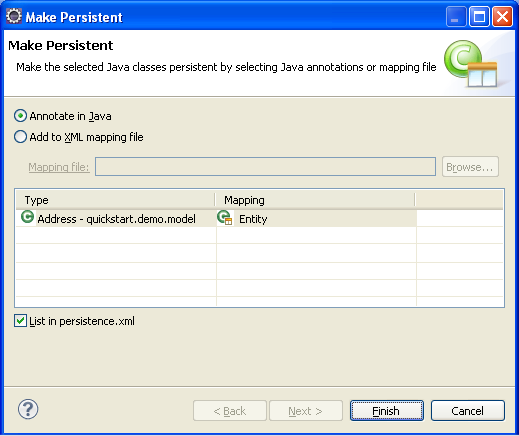 Make Persistent
Make Persistent
Make the selected Java classes persistent by selecting Java annotations or mapping file
Annotate in Java
Add to XML mapping file
Mapping file:
Browse...
Type Mapping
Address - quickstart.demo.model Entity
List in persistence.xml
? < Back Next > Finish Cancel